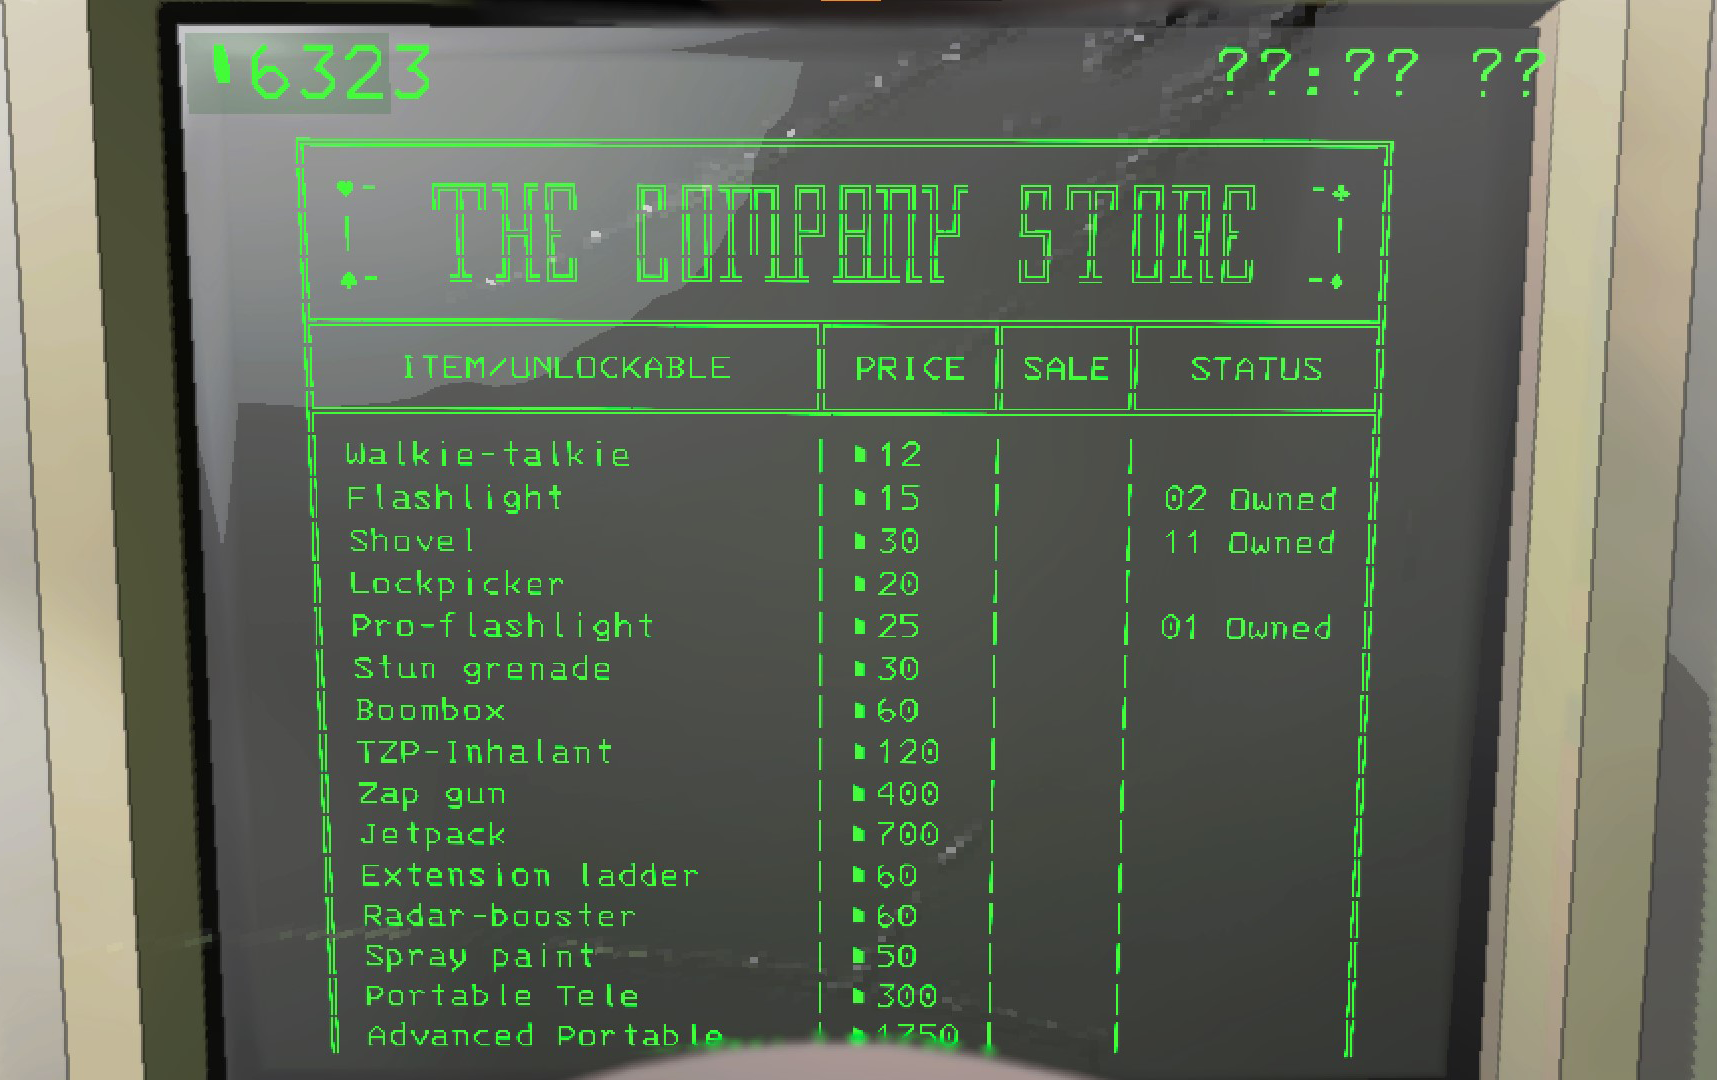 6323
??:?? ??
THE COMPANY STORE
ITEM/UNLOCKABLE PRICE SALE STATUS
Walkie-talkie 12
Flashlight 15 02 Owned
Shovel 30 11 Owned
Lockpicker 20
Pro-flashlight 25 01 Owned
Stun grenade 30
Boombox 60
TZP-Inhalant 120
Zap gun 400
Jetpack 700
Extension ladder 60
Radar-booster 60
Spray paint 50
Portable Tele 300
Advanced Portable 1750